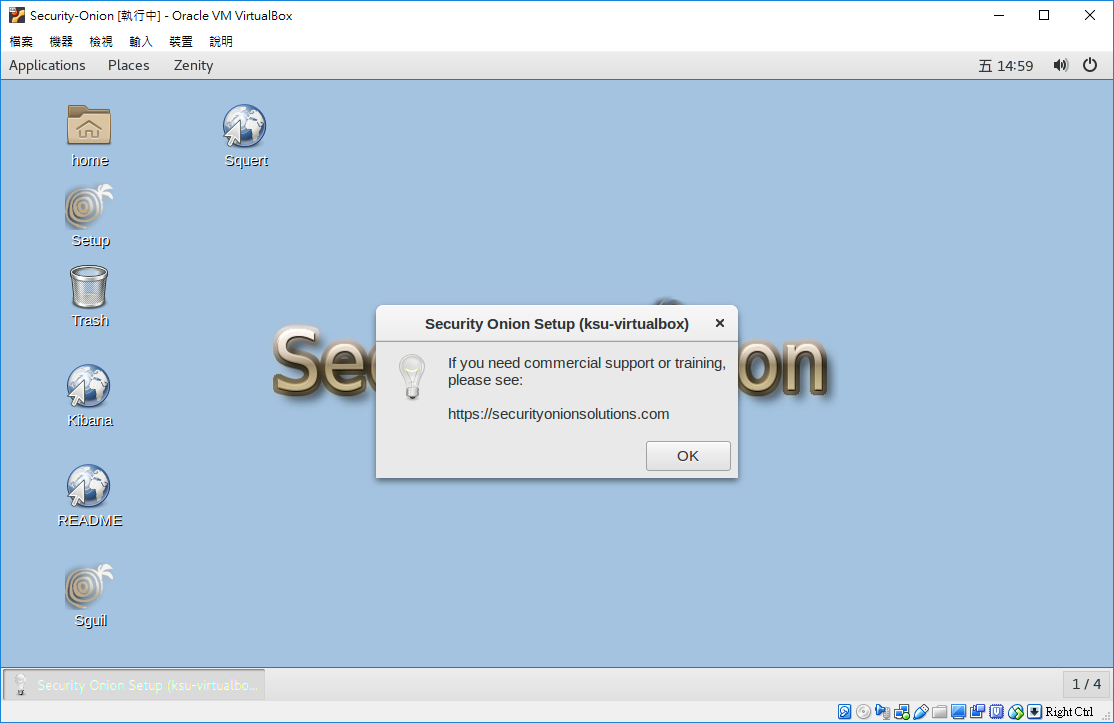 Security-Onion [執行中] - Oracle VM VirtualBox
檔案 機器 檢視 輸入 裝置 說明
Applications Places Zenity
五 14:59
home
Squert
Setup
Trash
Kibana
README
Sguil
Se
on
Security Onion Setup (ksu-virtualbox)
If you need commercial support or training,
please see:
https://securityonionsolutions.com
OK
Security Onion Setup (ksu-virtualbo...
1 / 4
Right Ctrl